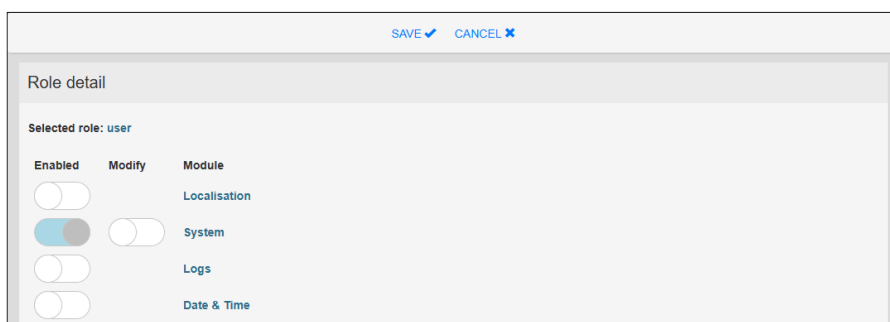 SAVE CANCEL
Role detail
Selected role: user
Enabled Modify Module
Localisation
System
Logs
Date & Time